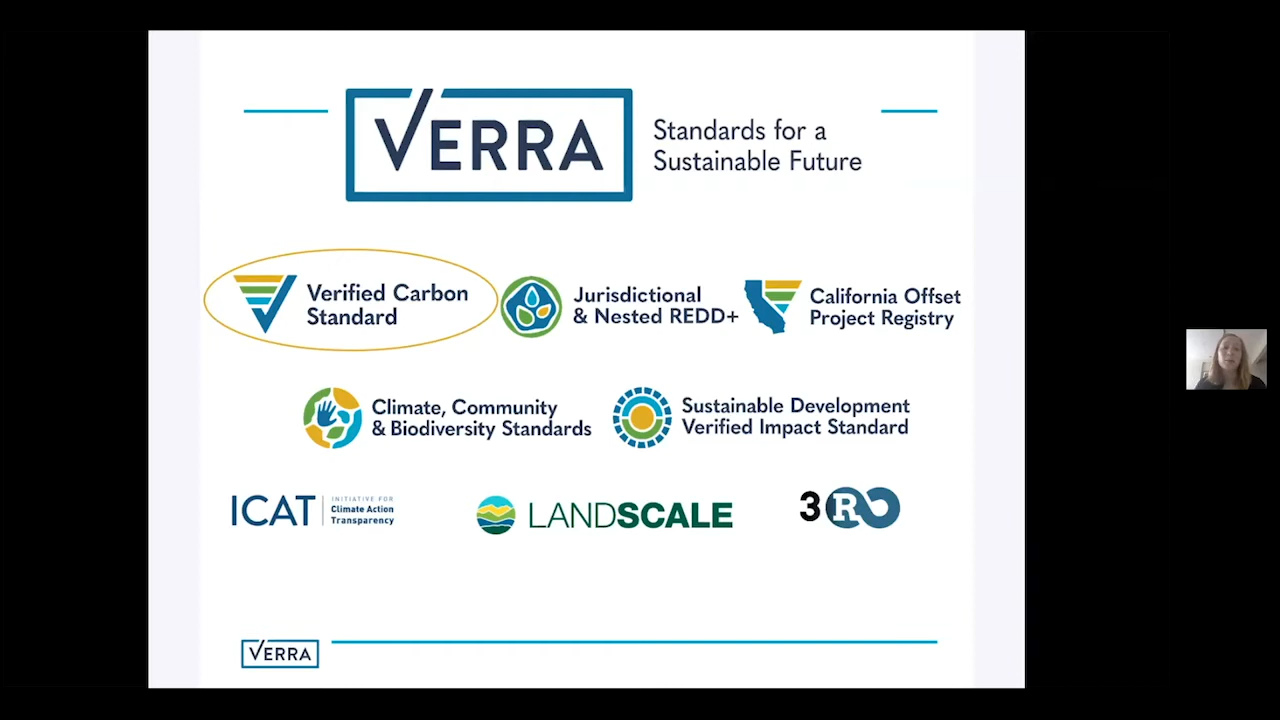 VERRA
Standards for a
Sustainable Future
Verified Carbon
Standard
Jurisdictional
& Nested REDD+
California Offset
Project Registry
Climate, Community
& Biodiversity Standards
Sustainable Development
Verified Impact Standard
ICAT
INITIATIVE FOR
Climate Action
Transparency
LANDSCALE
3R
VERRA